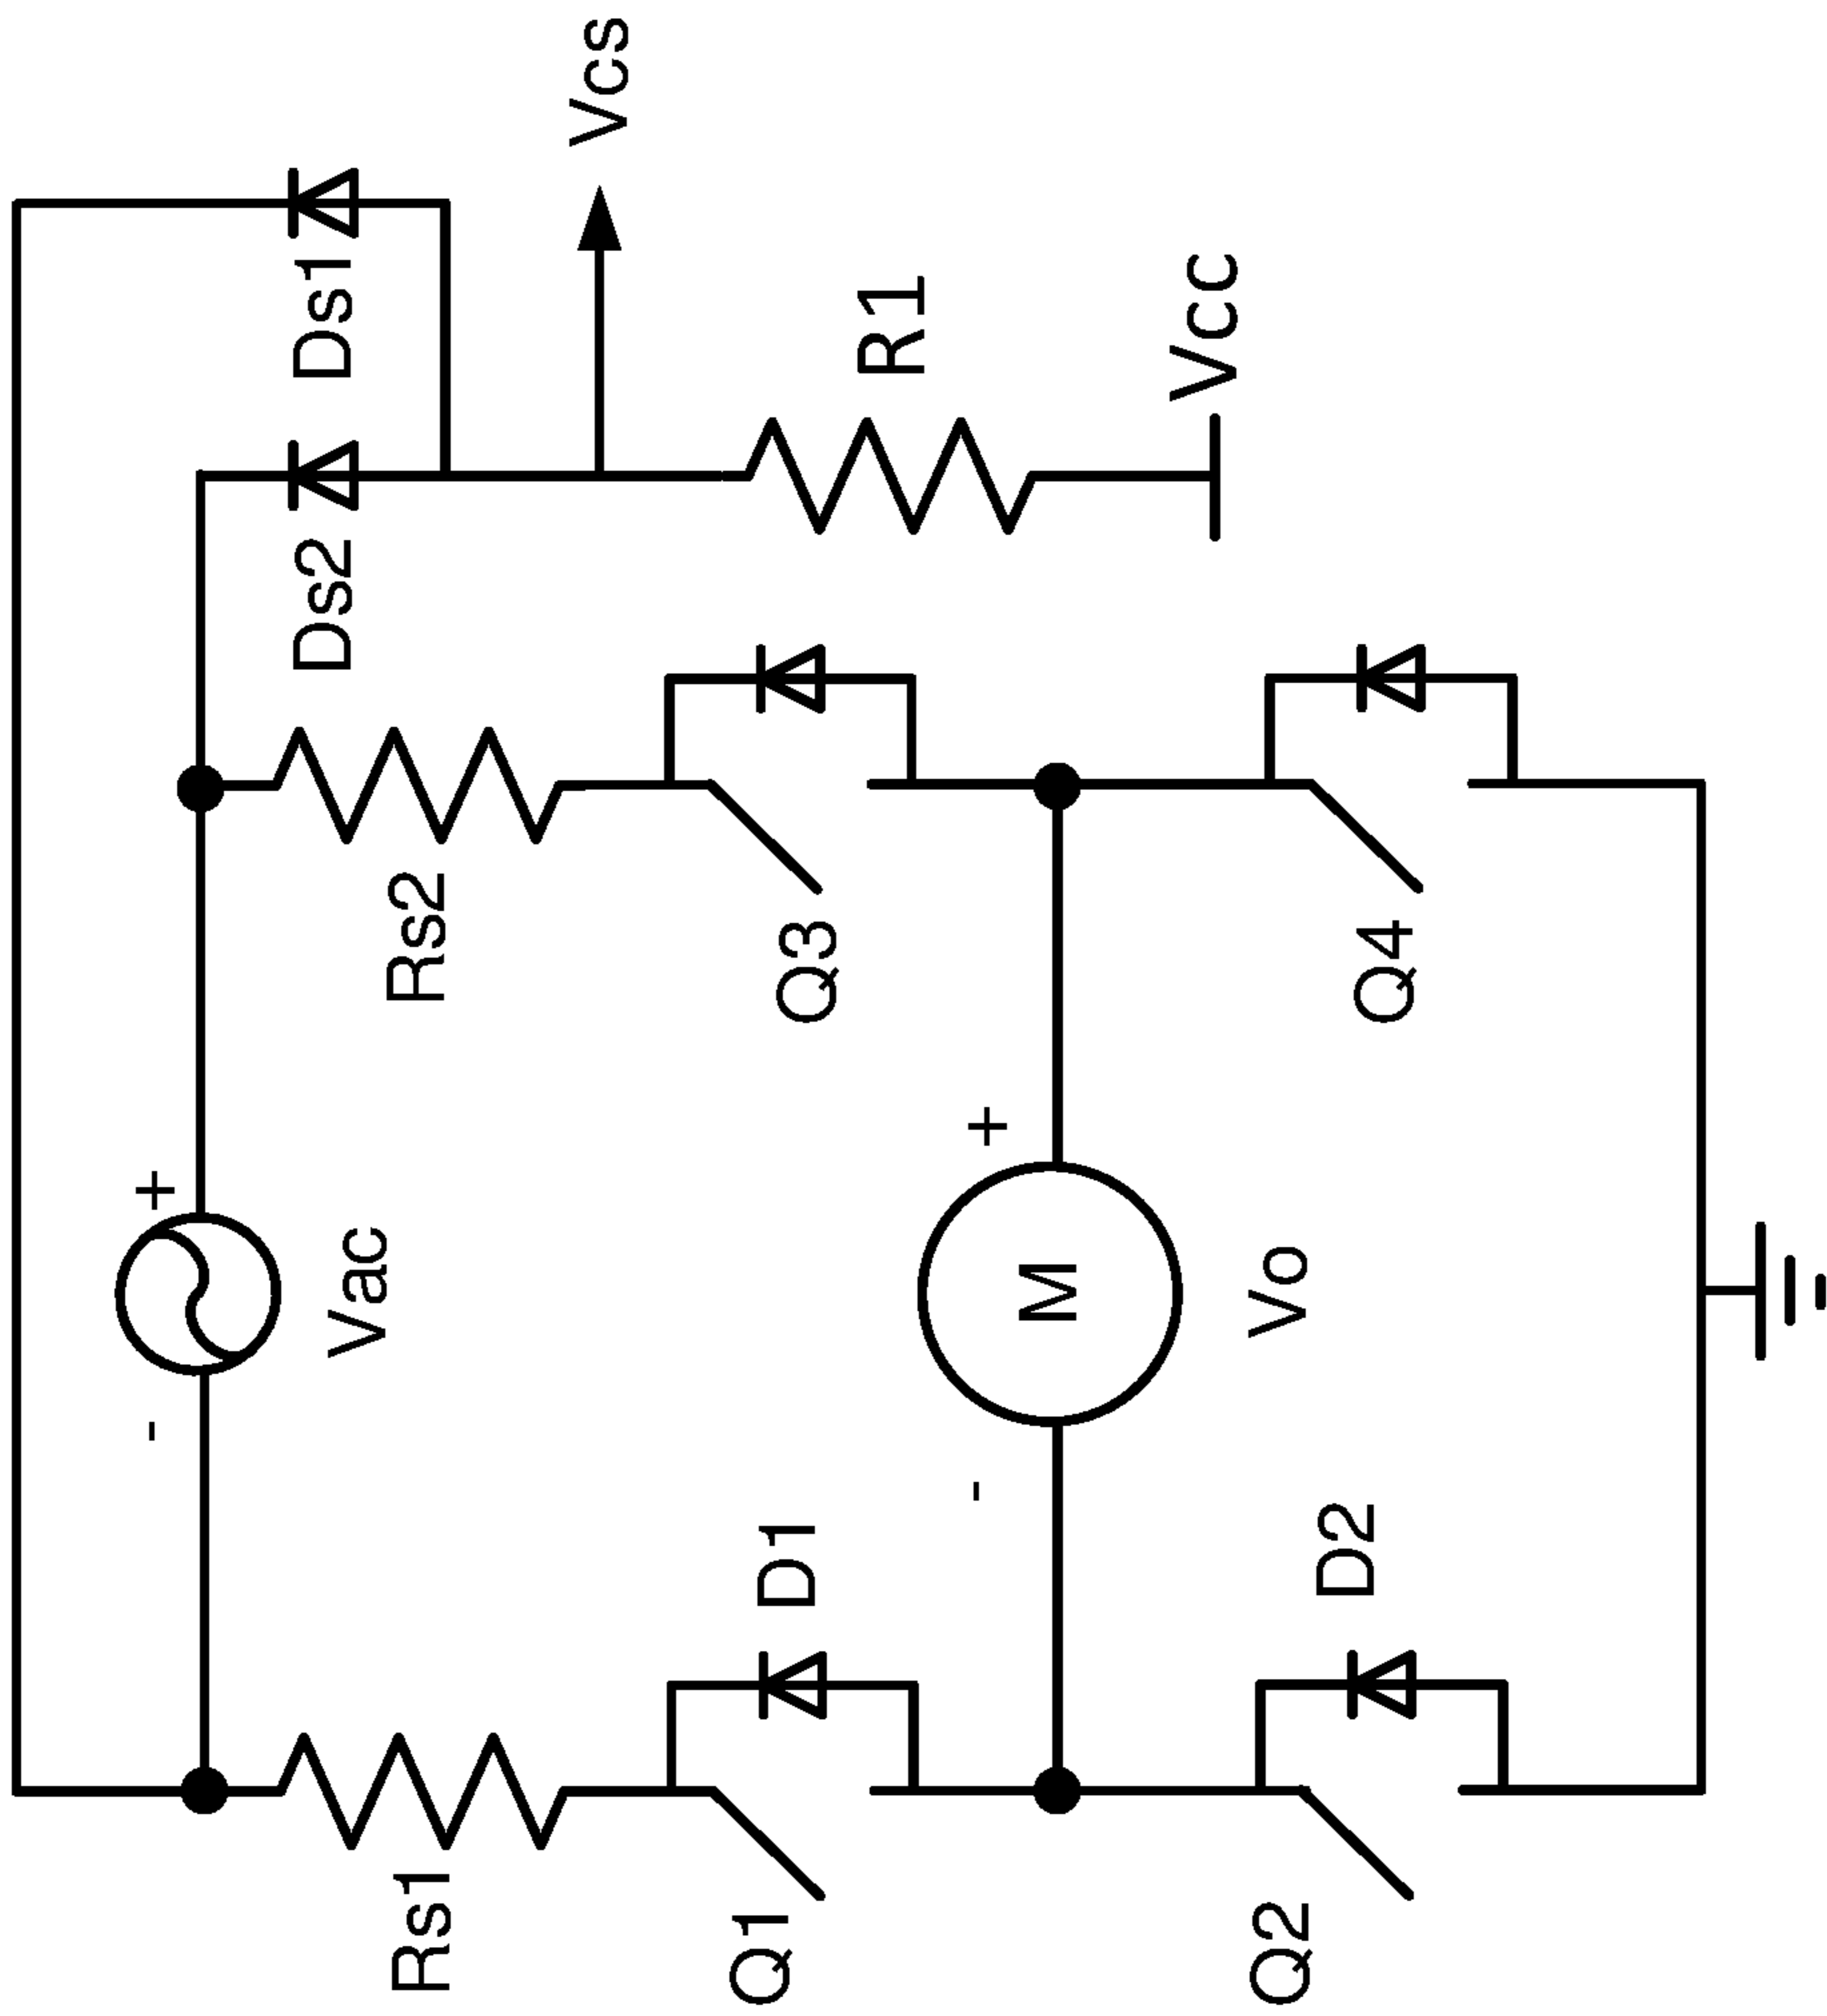 Vcs
Ds1
Ds2
R1
Vcc
+
Vac
-
Rs2
Q3
Q4
+
M
Vo
-
D1
D2
Rs1
Q1
Q2